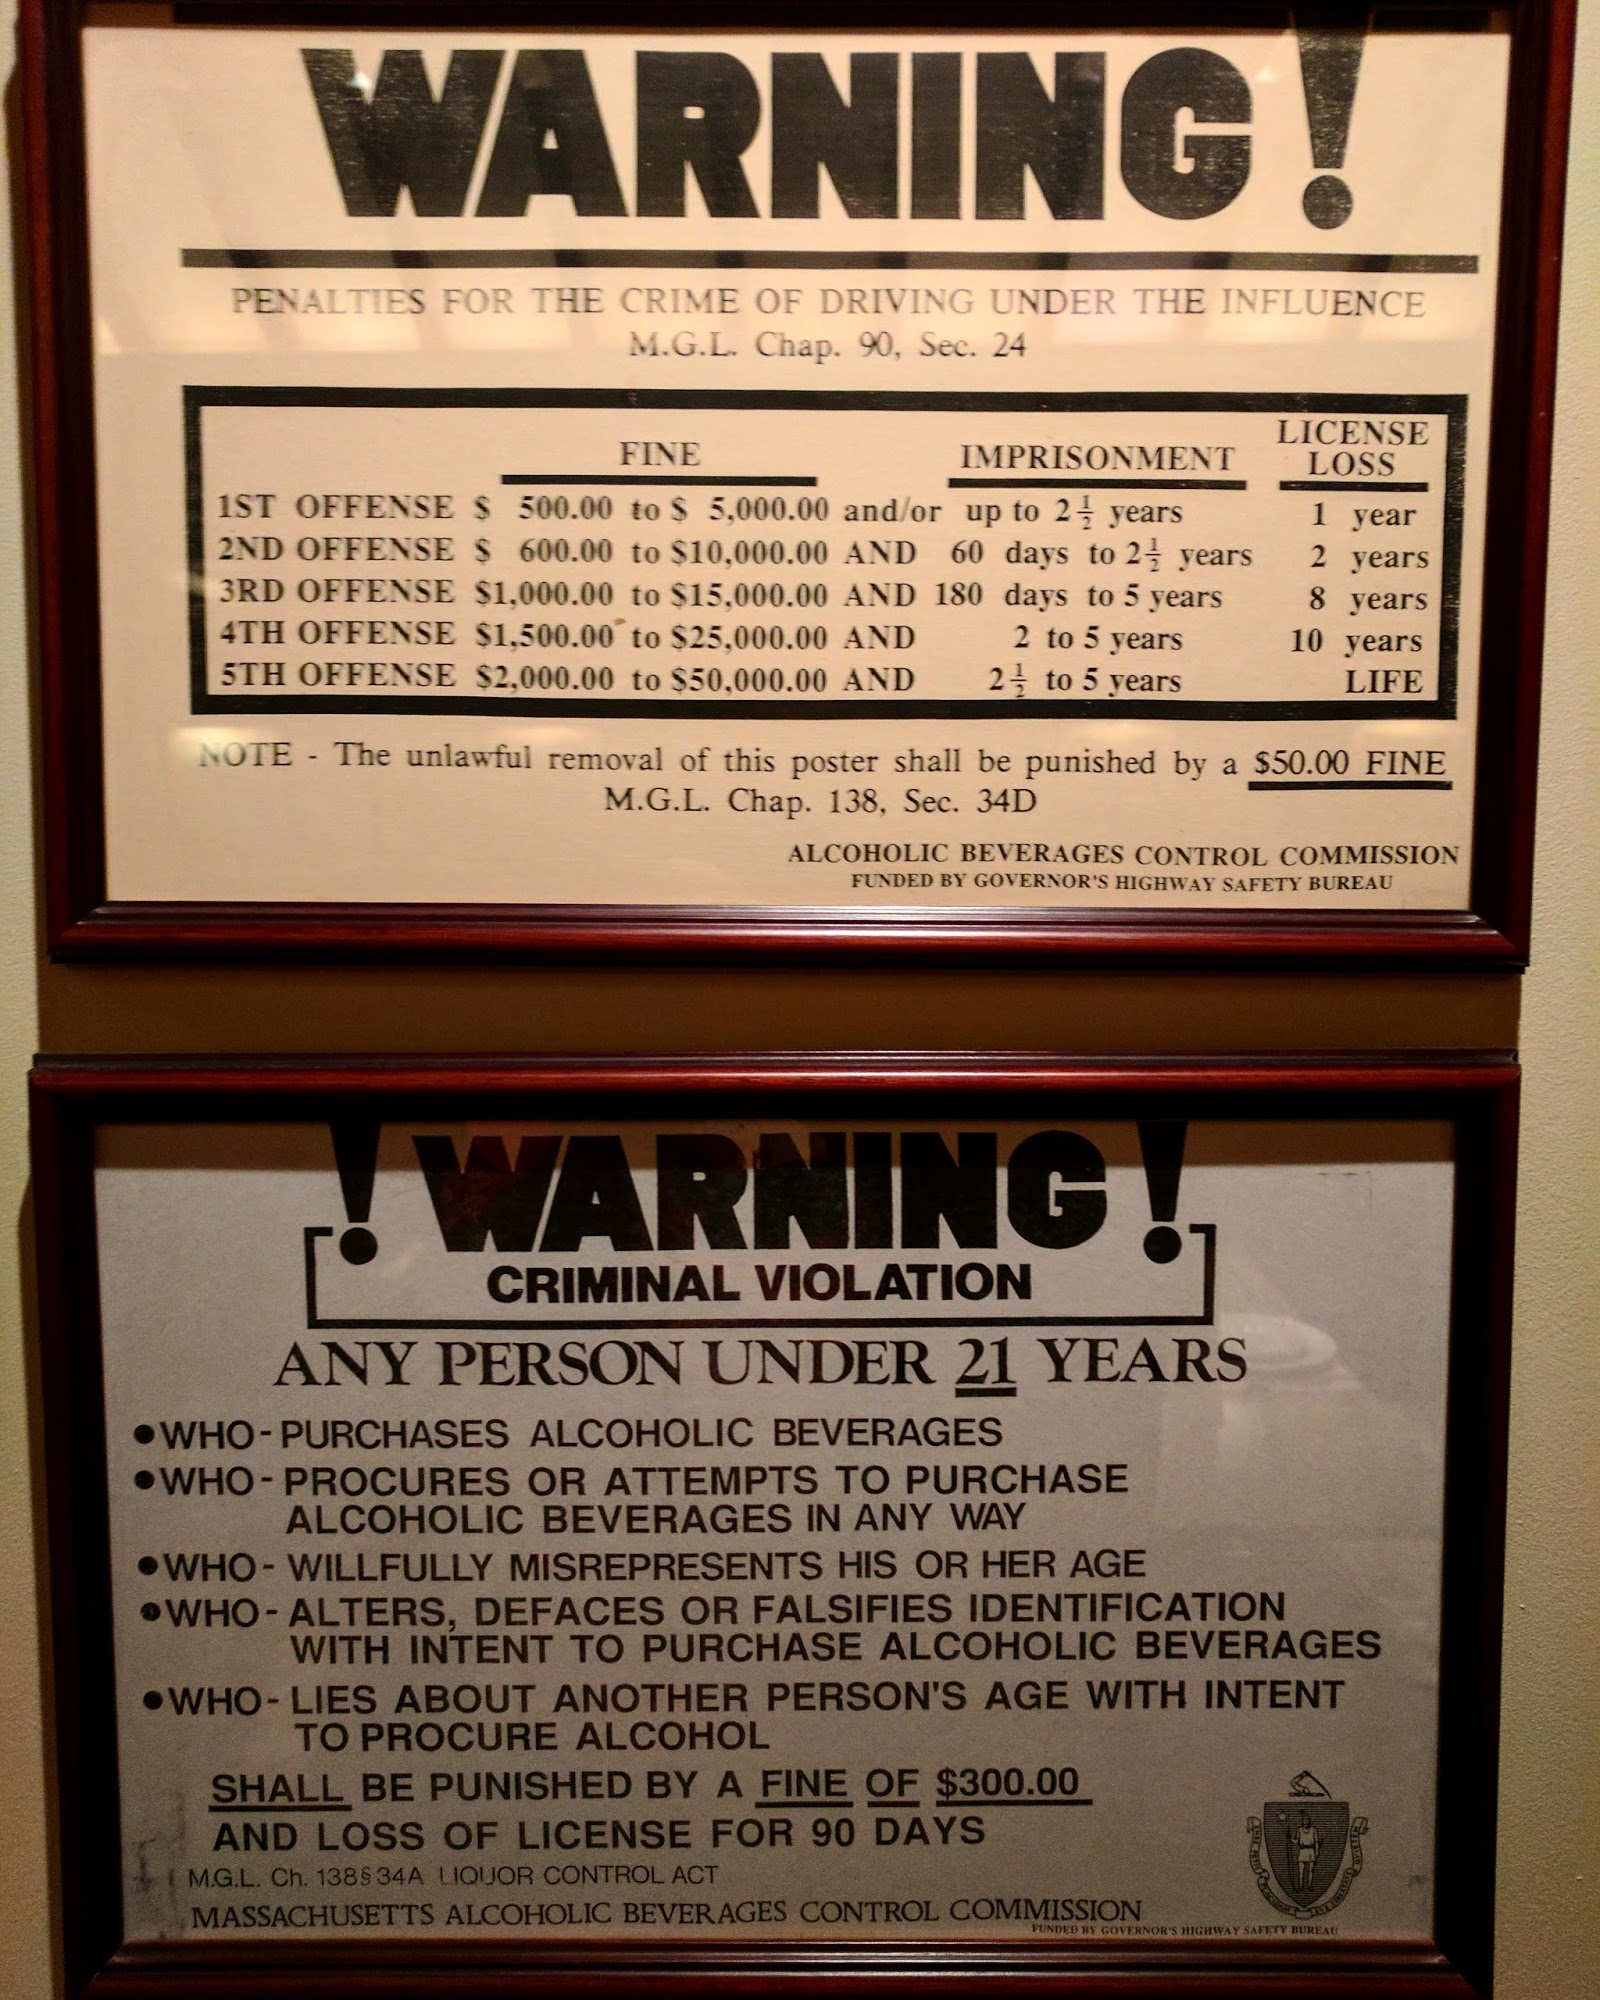 WARNING!
PENALTIES FOR THE CRIME OF DRIVING UNDER THE INFLUENCE
M.G.L. Chap. 90, Sec. 24
FINE IMPRISONMENT LICENSE LOSS
1ST OFFENSE $ 500.00 to $ 5,000.00 and/or up to 2½ years 1 year
2ND OFFENSE $ 600.00 to $10,000.00 AND 60 days to 2½ years 2 years
3RD OFFENSE $1,000.00 to $15,000.00 AND 180 days to 5 years 8 years
4TH OFFENSE $1,500.00 to $25,000.00 AND 2 to 5 years 10 years
5TH OFFENSE $2,000.00 to $50,000.00 AND 2½ to 5 years LIFE
NOTE - The unlawful removal of this poster shall be punished by a $50.00 FINE
M.G.L. Chap. 138, Sec. 34D
ALCOHOLIC BEVERAGES CONTROL COMMISSION
FUNDED BY GOVERNOR'S HIGHWAY SAFETY BUREAU
!WARNING!
CRIMINAL VIOLATION
ANY PERSON UNDER 21 YEARS
●WHO-PURCHASES ALCOHOLIC BEVERAGES
●WHO-PROCURES OR ATTEMPTS TO PURCHASE
ALCOHOLIC BEVERAGES IN ANY WAY
●WHO-WILLFULLY MISREPRESENTS HIS OR HER AGE
●WHO-ALTERS, DEFACES OR FALSIFIES IDENTIFICATION
WITH INTENT TO PURCHASE ALCOHOLIC BEVERAGES
●WHO-LIES ABOUT ANOTHER PERSON'S AGE WITH INTENT
TO PROCURE ALCOHOL
SHALL BE PUNISHED BY A FINE OF $300.00
AND LOSS OF LICENSE FOR 90 DAYS
M.G.L. Ch. 138§34A LIQUOR CONTROL ACT
MASSACHUSETTS ALCOHOLIC BEVERAGES CONTROL COMMISSION
FUNDED BY GOVERNOR'S HIGHWAY SAFETY BUREAU